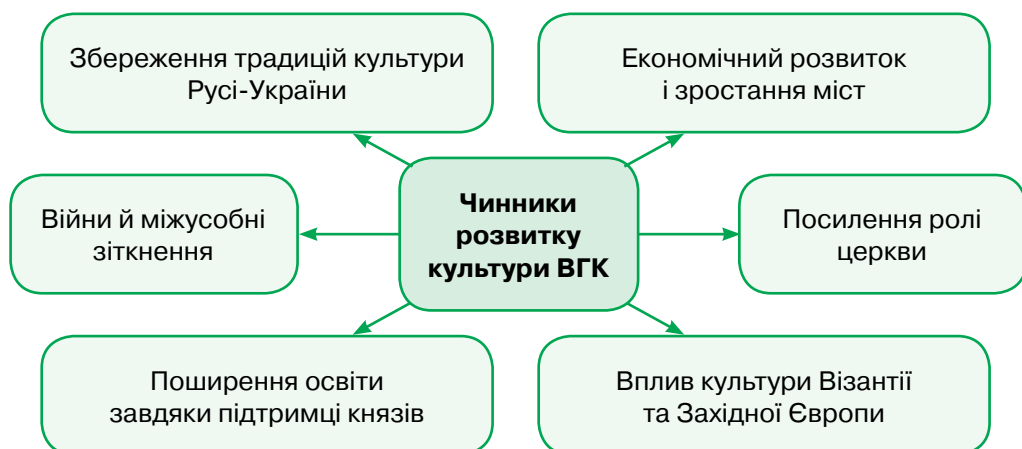 Збереження традицій культури
Русі-України
Економічний розвиток
і зростання міст
Війни й міжусобні
зіткнення
Чинники
розвитку
культури ВГК
Посилення ролі
церкви
Поширення освіти
завдяки підтримці князів
Вплив культури Візантії
та Західної Європи